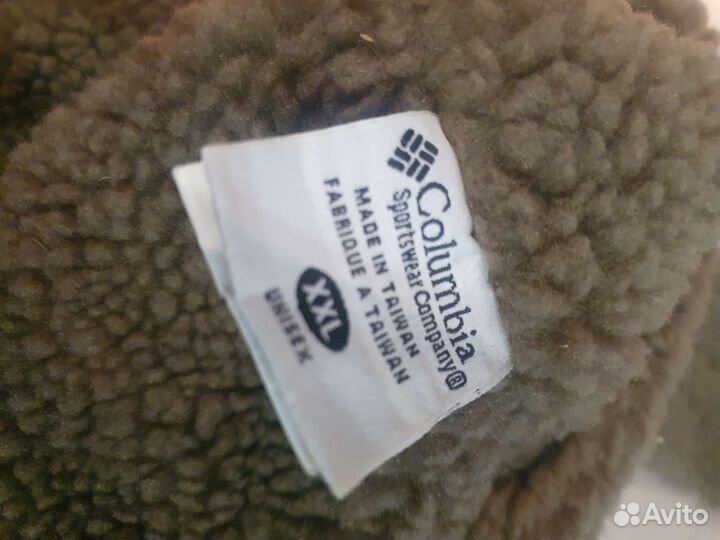 Columbia
Sportswear Company®
MADE IN TAIWAN
FABRIQUE A TAIWAN
XXL
UNISEX
Avito